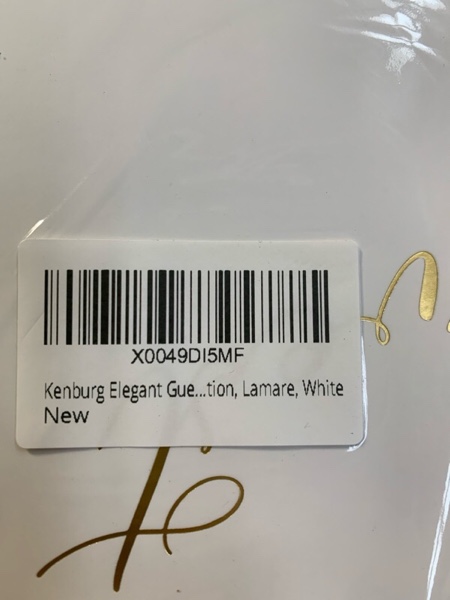 X0049DI5MF
Kenburg Elegant Gue...tion, Lamare, White
New